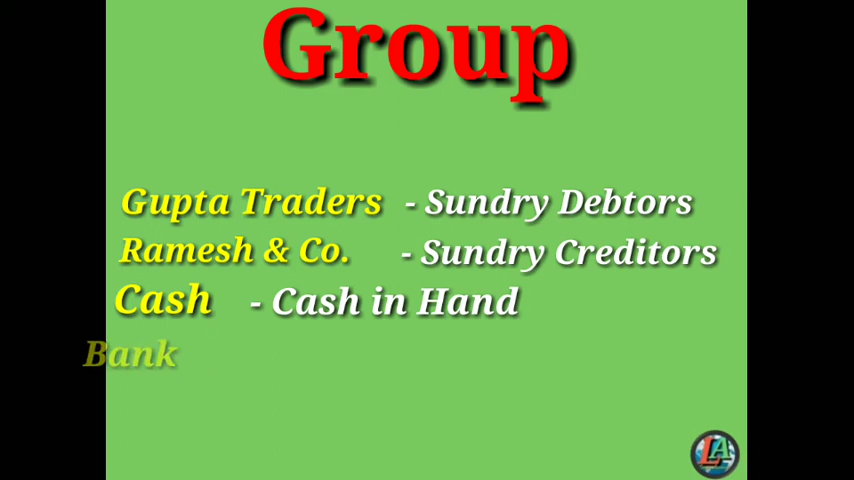 Group
Gupta Traders - Sundry Debtors
Ramesh & Co. - Sundry Creditors
Cash - Cash in Hand
Bank